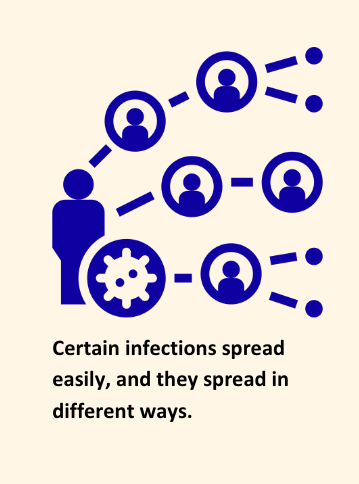 Certain infections spread
easily, and they spread in
different ways.